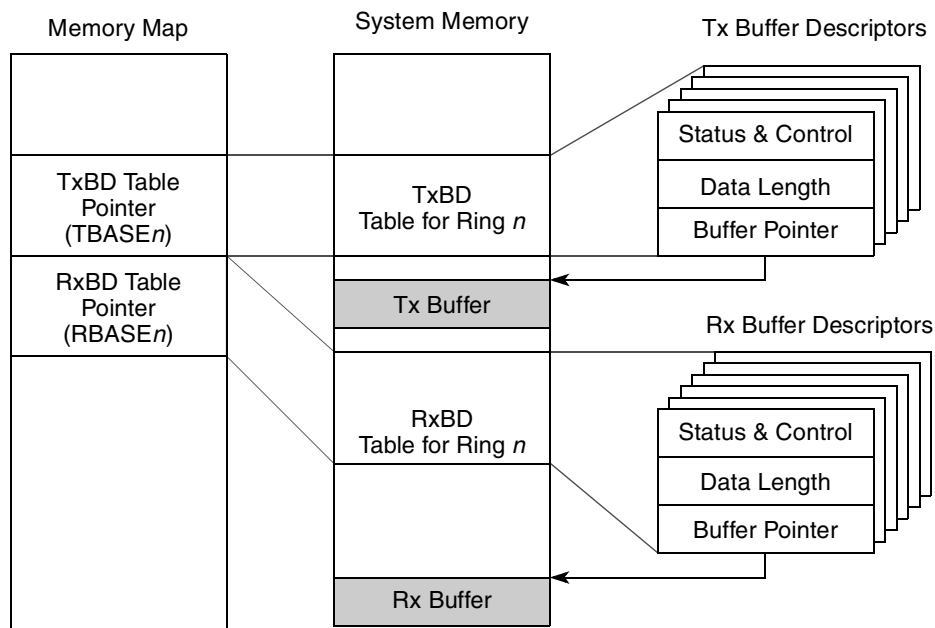 Memory Map
System Memory
Tx Buffer Descriptors
TxBD Table
Pointer
(TBASEn)
RxBD Table
Pointer
(RBASEn)
TxBD
Table for Ring n
Tx Buffer
RxBD
Table for Ring n
Rx Buffer
Status & Control
Data Length
Buffer Pointer
Rx Buffer Descriptors
Status & Control
Data Length
Buffer Pointer